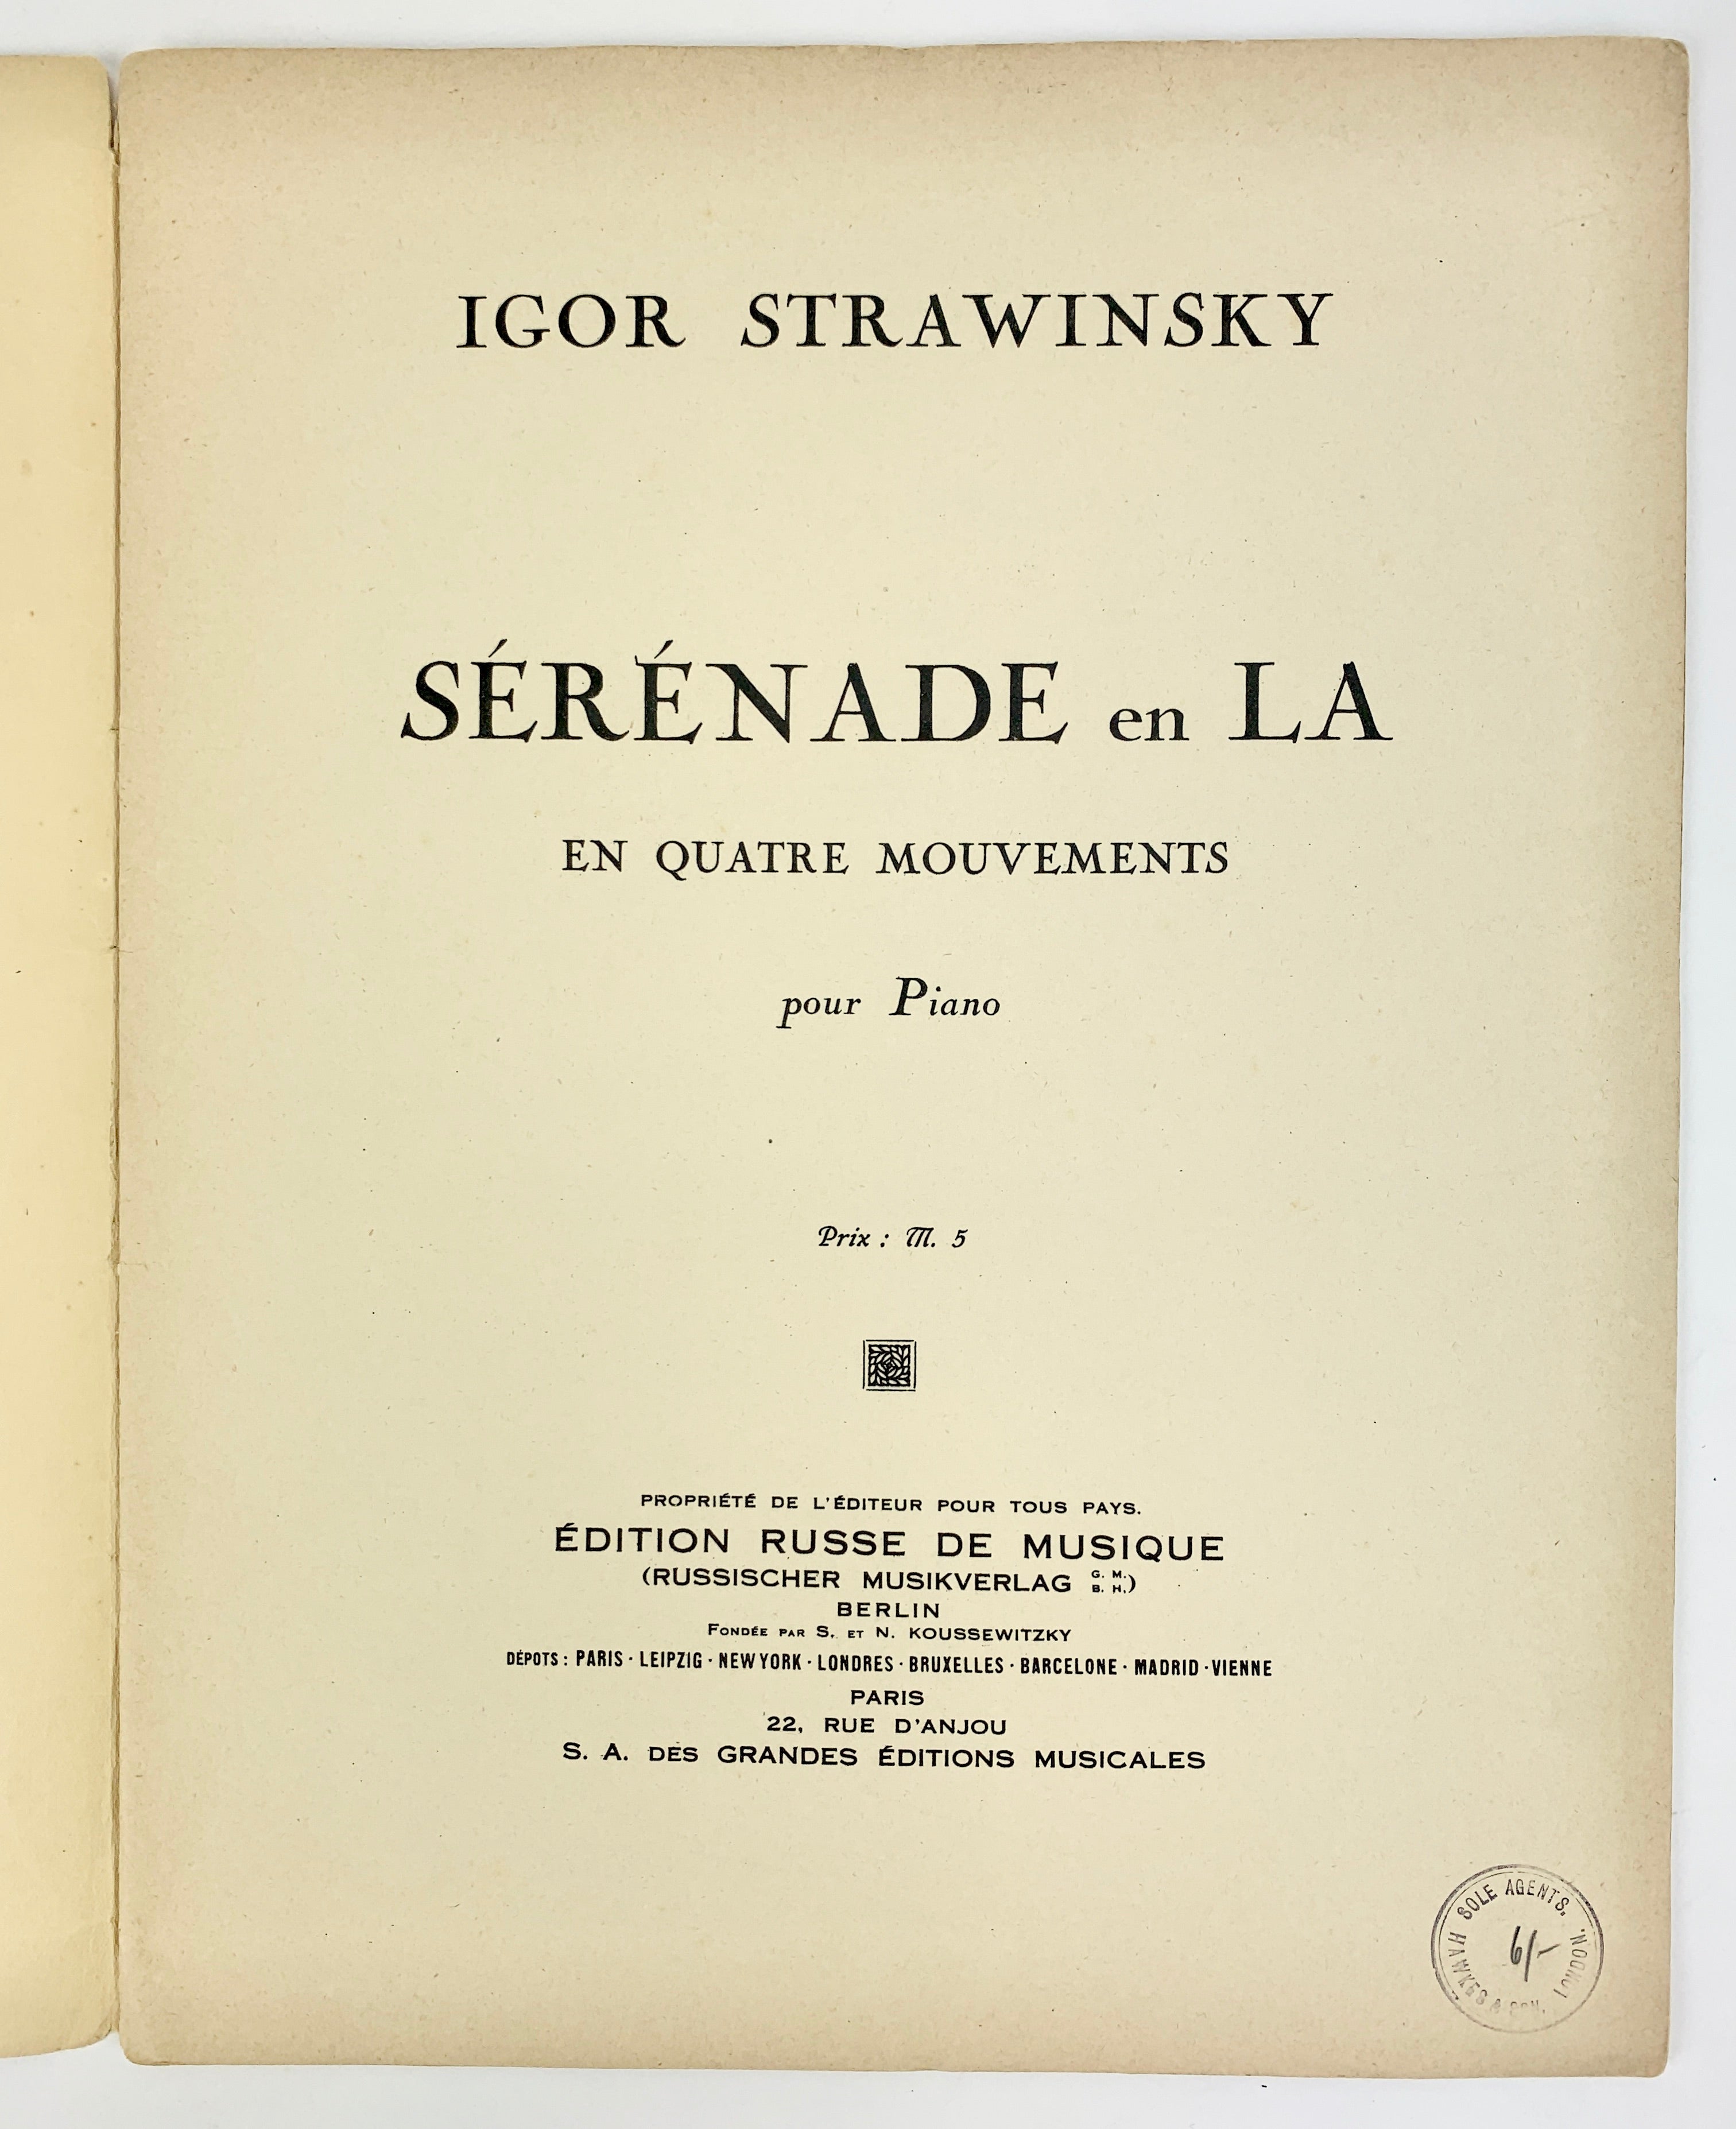 IGOR STRAWINSKY
SÉRÉNADE en LA
EN QUATRE MOUVEMENTS
pour Piano
Prix : M. 5
PROPRIÉTÉ DE L'ÉDITEUR POUR TOUS PAYS.
ÉDITION RUSSE DE MUSIQUE
(RUSSISCHER MUSIKVERLAG G. M. B. H.)
BERLIN
FONDÉE PAR S. ET N. KOUSSEWITZKY
DÉPOTS : PARIS · LEIPZIG · NEW YORK · LONDRES · BRUXELLES · BARCELONE · MADRID · VIENNE
PARIS
22, RUE D'ANJOU
S. A. DES GRANDES ÉDITIONS MUSICALES
SOLE AGENTS.
HAWKES & SON, LONDON.
6/-